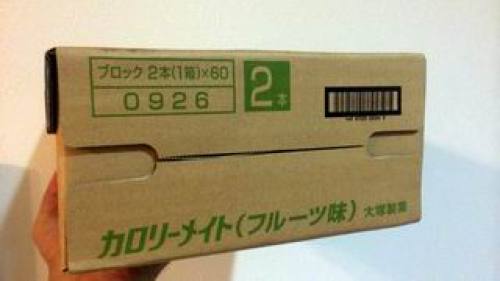 ブロック 2本(1箱)×60
0926
2本
カロリーメイト(フルーツ味) 大塚製薬